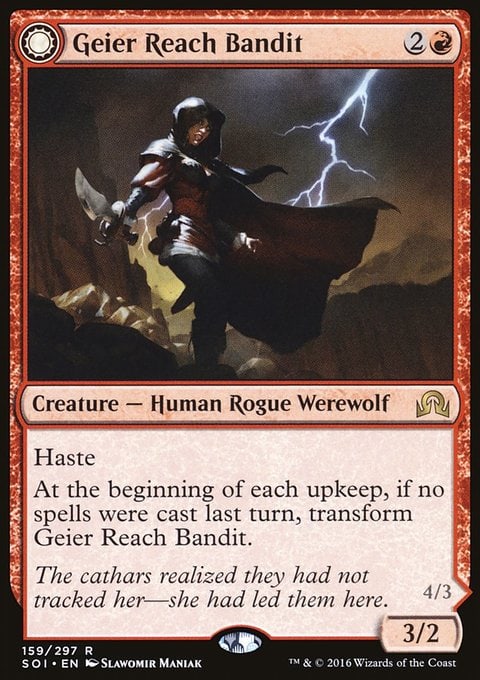 Geier Reach Bandit 2
Creature — Human Rogue Werewolf
Haste
At the beginning of each upkeep, if no
spells were cast last turn, transform
Geier Reach Bandit.
The cathars realized they had not
tracked her—she had led them here.
4/3
3/2
159/297 R
SOI • EN Slawomir Maniak
™ & © 2016 Wizards of the Coast